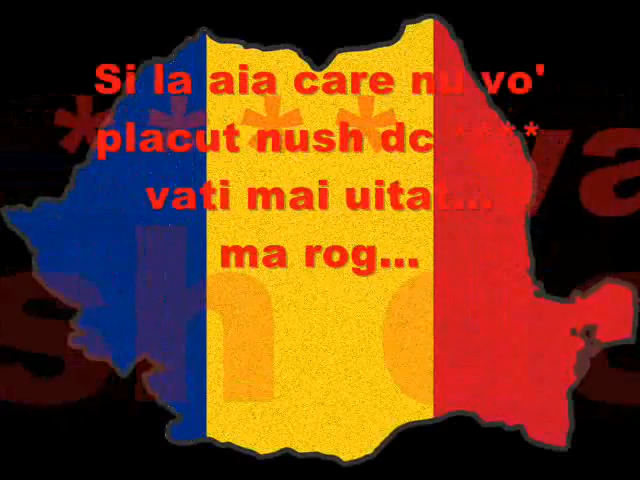 Si la aia care nu vo'
placut nush dc ****
vati mai uitat...
ma rog...